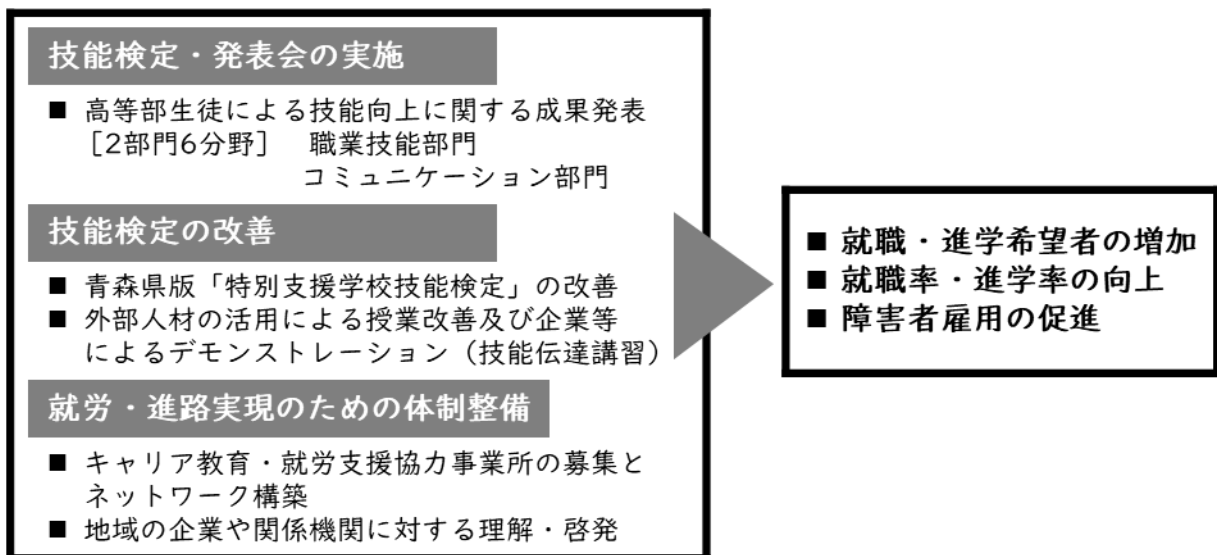 技能検定・発表会の実施
■ 高等部生徒による技能向上に関する成果発表
［2部門6分野］　職業技能部門
コミュニケーション部門
技能検定の改善
■ 青森県版「特別支援学校技能検定」の改善
■ 外部人材の活用による授業改善及び企業等
によるデモンストレーション（技能伝達講習）
就労・進路実現のための体制整備
■ キャリア教育・就労支援協力事業所の募集と
ネットワーク構築
■ 地域の企業や関係機関に対する理解・啓発
■ 就職・進学希望者の増加
■ 就職率・進学率の向上
■ 障害者雇用の促進